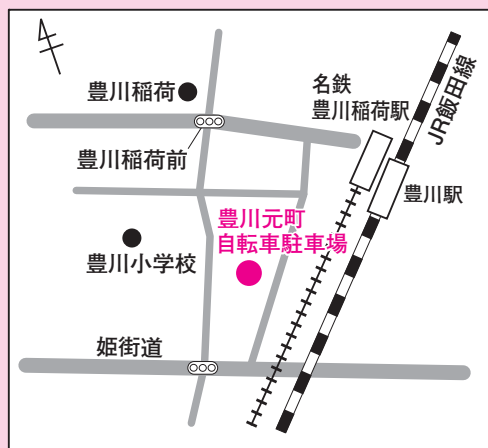 豊川稲荷
名鉄
豊川稲荷駅
JR飯田線
豊川稲荷前
豊川駅
豊川元町
自転車駐車場
豊川小学校
姫街道